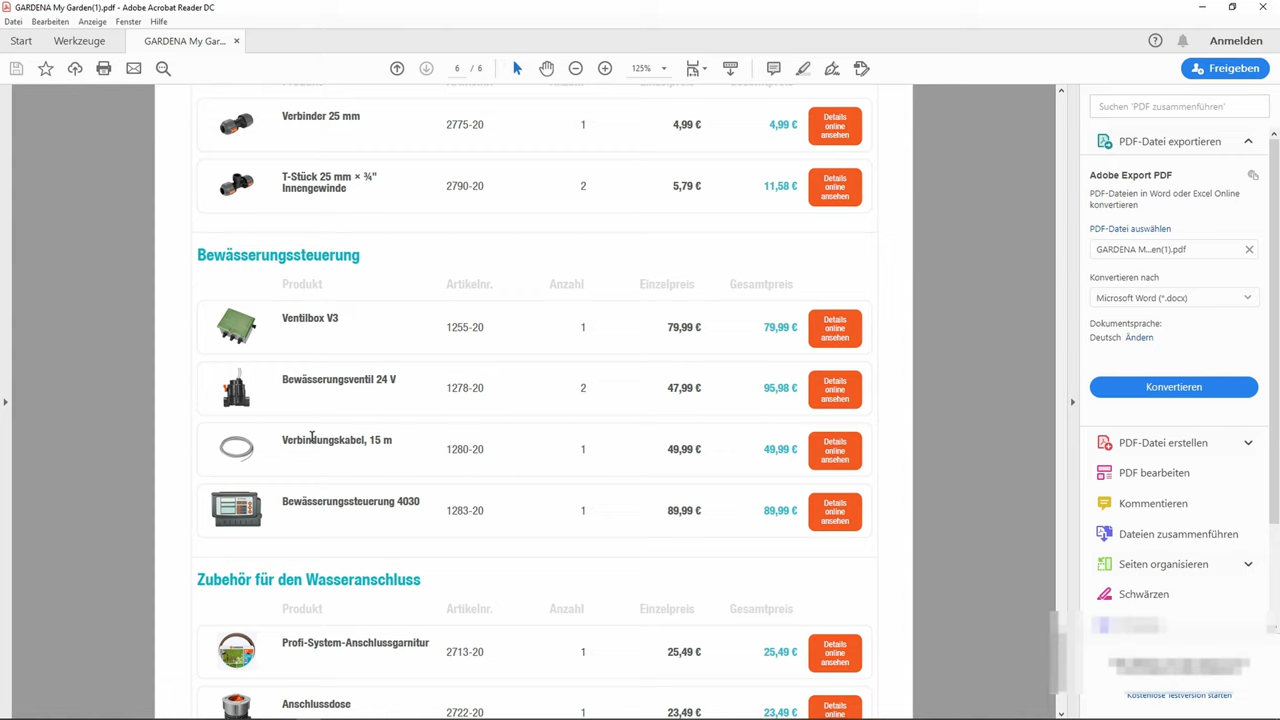 GARDENA My Garden(1).pdf - Adobe Acrobat Reader DC
Datei Bearbeiten Anzeige Fenster Hilfe
Start Werkzeuge GARDENA My Gar... × Anmelden
6 / 6 125% Freigeben
Verbinder 25 mm 2775-20 1 4,99 € 4,99 € Details online ansehen
T-Stück 25 mm × ¾" Innengewinde 2790-20 2 5,79 € 11,58 € Details online ansehen
Bewässerungssteuerung
Produkt Artikelnr. Anzahl Einzelpreis Gesamtpreis
Ventilbox V3 1255-20 1 79,99 € 79,99 € Details online ansehen
Bewässerungsventil 24 V 1278-20 2 47,99 € 95,98 € Details online ansehen
Verbindungskabel, 15 m 1280-20 1 49,99 € 49,99 € Details online ansehen
Bewässerungssteuerung 4030 1283-20 1 89,99 € 89,99 € Details online ansehen
Zubehör für den Wasseranschluss
Produkt Artikelnr. Anzahl Einzelpreis Gesamtpreis
Profi-System-Anschlussgarnitur 2713-20 1 25,49 € 25,49 € Details online ansehen
Anschlussdose 2722-20 1 23,49 € 23,49 € Details online ansehen
Suchen 'PDF zusammenführen'
PDF-Datei exportieren
Adobe Export PDF
PDF-Dateien in Word oder Excel Online
konvertieren
PDF-Datei auswählen
GARDENA M...en(1).pdf
Konvertieren nach
Microsoft Word (*.docx)
Dokumentsprache:
Deutsch Ändern
Konvertieren
PDF-Datei erstellen
PDF bearbeiten
Kommentieren
Dateien zusammenführen
Seiten organisieren
Schwärzen
Kostenlose Testversion starten